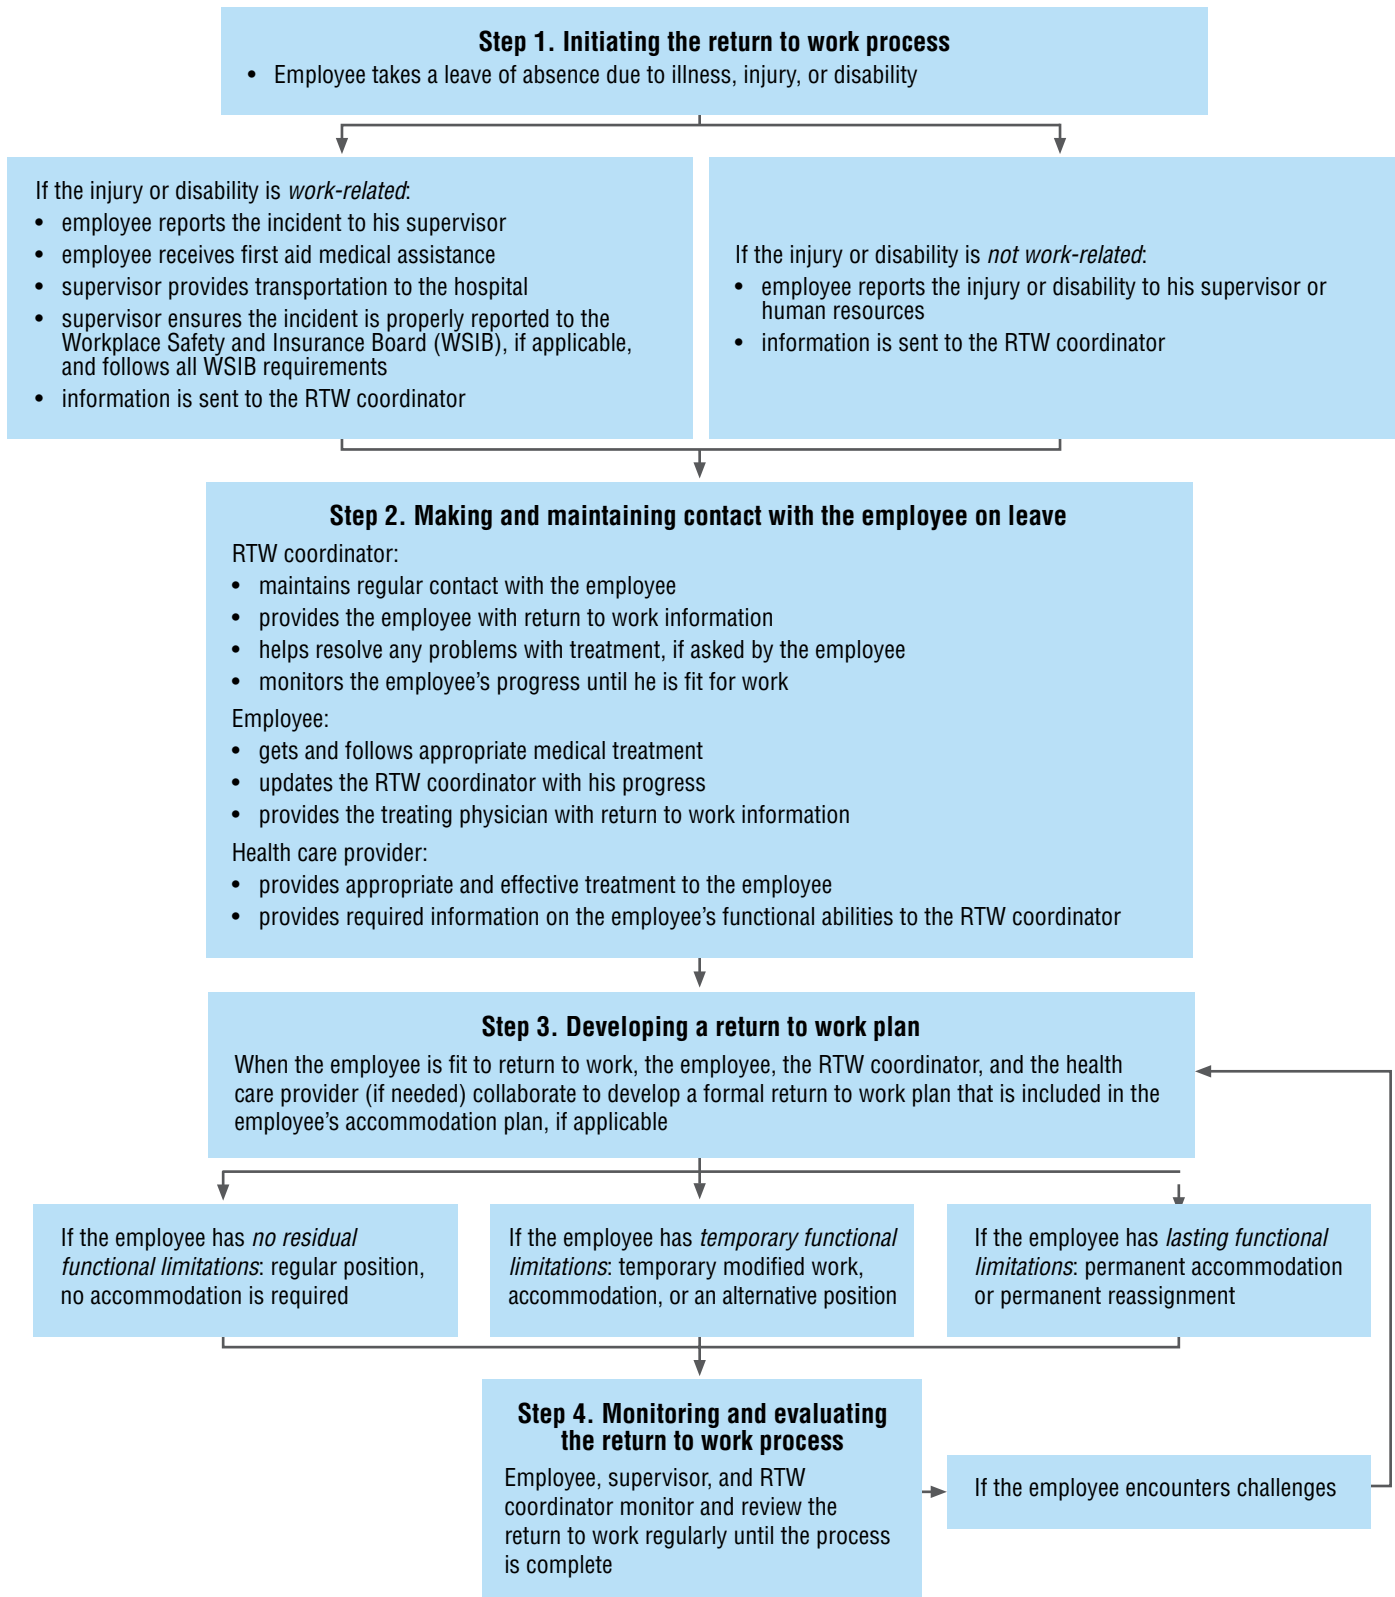 Step 1. Initiating the return to work process
• Employee takes a leave of absence due to illness, injury, or disability
If the injury or disability is work-related:
• employee reports the incident to his supervisor
• employee receives first aid medical assistance
• supervisor provides transportation to the hospital
• supervisor ensures the incident is properly reported to the
Workplace Safety and Insurance Board (WSIB), if applicable,
and follows all WSIB requirements
• information is sent to the RTW coordinator
If the injury or disability is not work-related:
• employee reports the injury or disability to his supervisor or
human resources
• information is sent to the RTW coordinator
Step 2. Making and maintaining contact with the employee on leave
RTW coordinator:
• maintains regular contact with the employee
• provides the employee with return to work information
• helps resolve any problems with treatment, if asked by the employee
• monitors the employee’s progress until he is fit for work
Employee:
• gets and follows appropriate medical treatment
• updates the RTW coordinator with his progress
• provides the treating physician with return to work information
Health care provider:
• provides appropriate and effective treatment to the employee
• provides required information on the employee’s functional abilities to the RTW coordinator
Step 3. Developing a return to work plan
When the employee is fit to return to work, the employee, the RTW coordinator, and the health
care provider (if needed) collaborate to develop a formal return to work plan that is included in the
employee’s accommodation plan, if applicable
If the employee has no residual
functional limitations: regular position,
no accommodation is required
If the employee has temporary functional
limitations: temporary modified work,
accommodation, or an alternative position
If the employee has lasting functional
limitations: permanent accommodation
or permanent reassignment
Step 4. Monitoring and evaluating
the return to work process
Employee, supervisor, and RTW
coordinator monitor and review the
return to work regularly until the process
is complete
If the employee encounters challenges